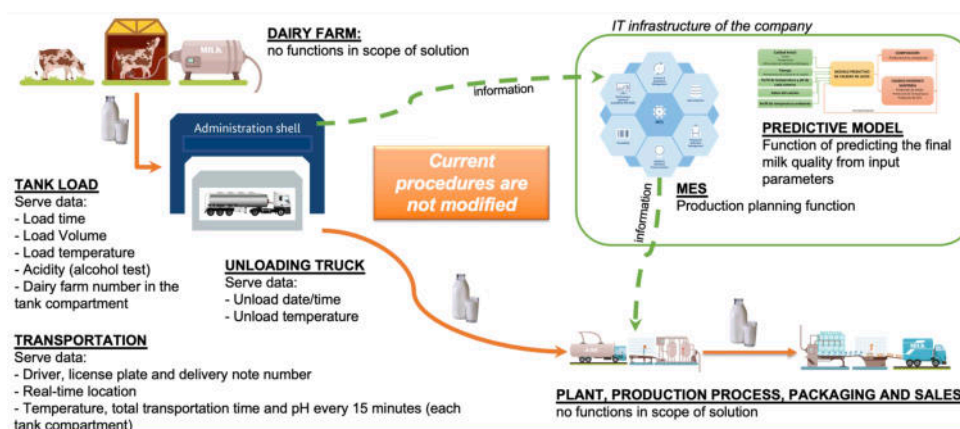 IT infrastructure of the company
DAIRY FARM:
no functions in scope of solution
MILK
information
Administration shell
MES
PREDICTIVE MODEL
Function of predicting the final
milk quality from input
parameters
Current
procedures are
not modified
MES
Production planning function
information
TANK LOAD
Serve data:
- Load time
- Load Volume
- Load temperature
- Acidity (alcohol test)
- Dairy farm number in the
tank compartment
UNLOADING TRUCK
Serve data:
- Unload date/time
- Unload temperature
TRANSPORTATION
Serve data:
- Driver, license plate and delivery note number
- Real-time location
- Temperature, total transportation time and pH every 15 minutes (each
tank compartment)
MILK
PLANT, PRODUCTION PROCESS, PACKAGING AND SALES
no functions in scope of solution